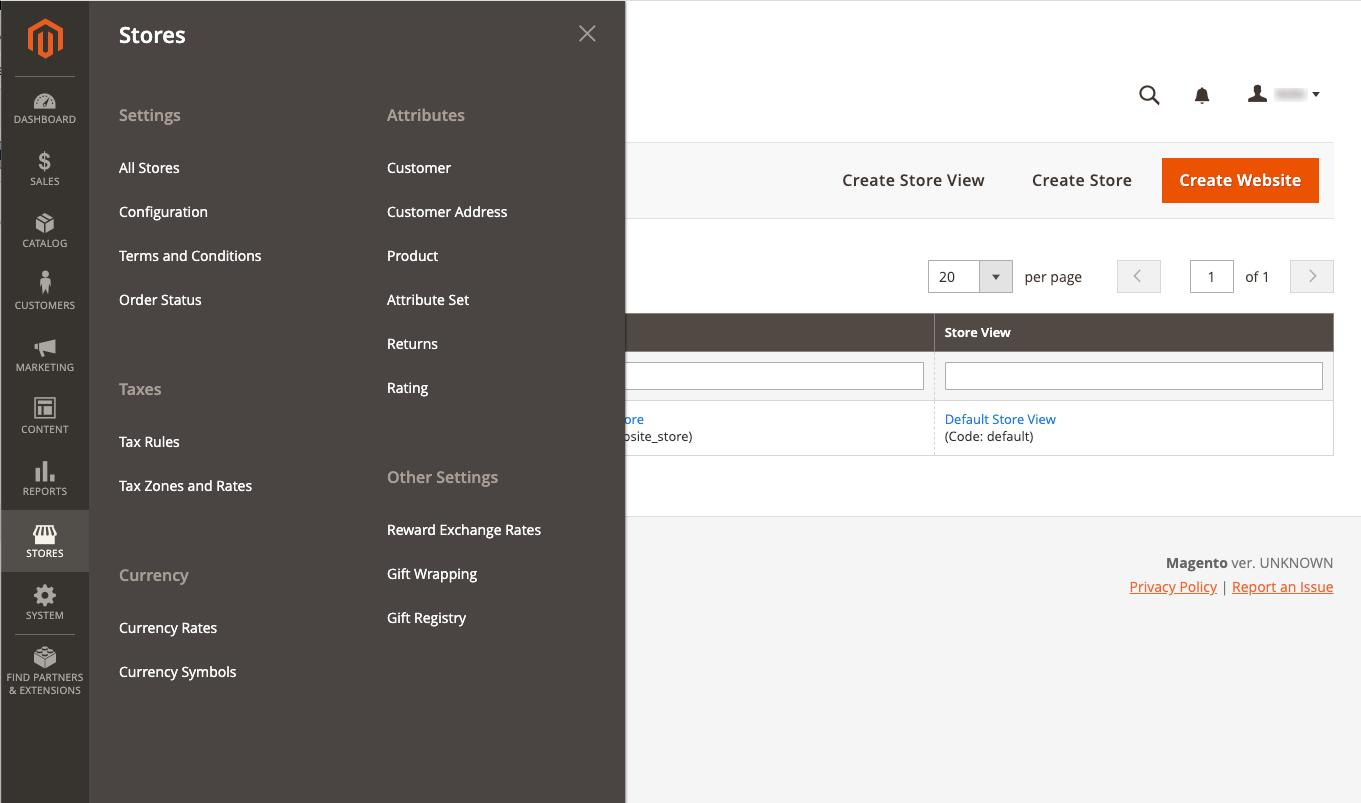 DASHBOARD
SALES
CATALOG
CUSTOMERS
MARKETING
CONTENT
REPORTS
STORES
SYSTEM
FIND PARTNERS
& EXTENSIONS
Stores
Settings
All Stores
Configuration
Terms and Conditions
Order Status
Taxes
Tax Rules
Tax Zones and Rates
Currency
Currency Rates
Currency Symbols
Attributes
Customer
Customer Address
Product
Attribute Set
Returns
Rating
Other Settings
Reward Exchange Rates
Gift Wrapping
Gift Registry
Create Store View Create Store Create Website
20 per page 1 of 1
Store View
ore
bsite_store)
Default Store View
(Code: default)
Magento ver. UNKNOWN
Privacy Policy | Report an Issue